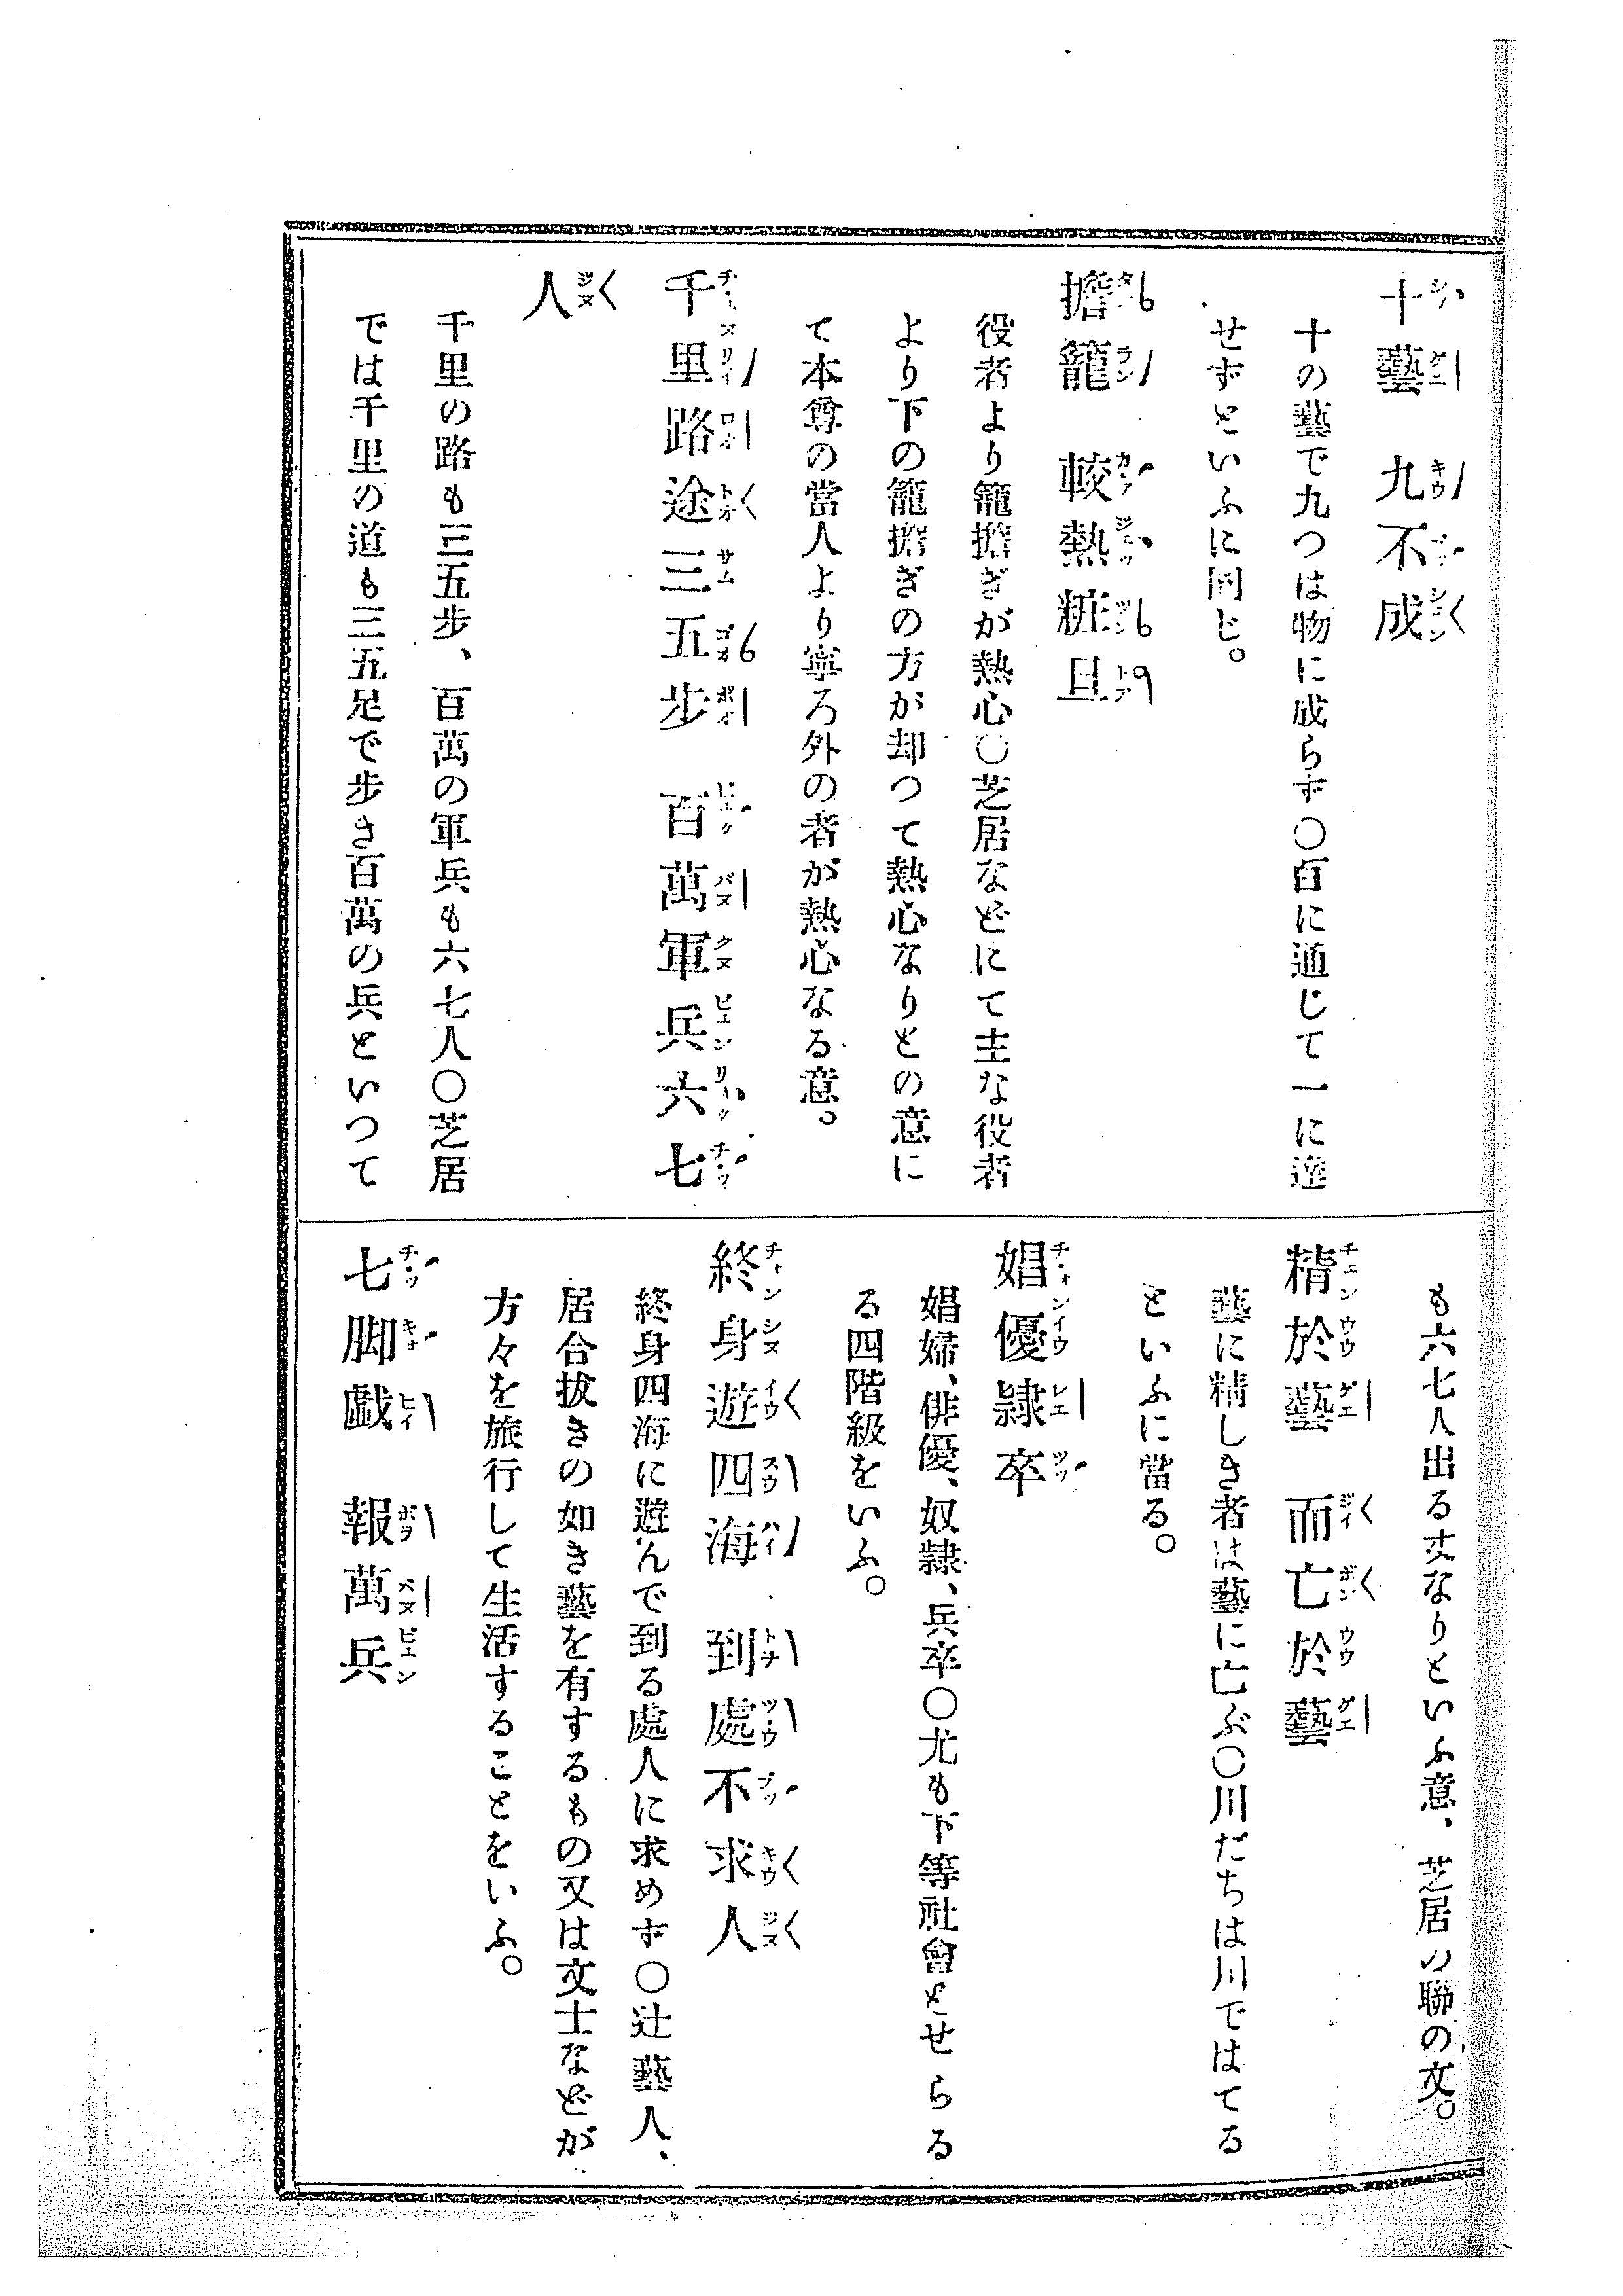 十藝　九不成
十の藝で九つは物に成らず〇百に通じて一に達
せずといふに同じ。
擔籠　較熱粧旦
役者より籠擔ぎが熱心〇芝居などにて主な役者
より下の籠擔ぎの方が却つて熱心なりとの意に
て本尊の當人より寧ろ外の者が熱心なる意。
千里路途三五步　百萬軍兵六七
人
千里の路も三五步、百萬の軍兵も六七人〇芝居
では千里の道も三五足で步き百萬の兵といつて
も六七人出る丈なりといふ意、芝居の聯の文。
精於藝　而亡於藝
藝に精しき者は藝に亡ぶ〇川だちは川ではてる
といふに當る。
娼優隷卒
娼婦、俳優、奴隷、兵卒〇尤も下等社會とせらる
る四階級をいふ。
終身遊四海　到處不求人
終身四海に遊んで到る處人に求めず〇辻藝人、
居合拔きの如き藝を有するもの又は文士などが
方々を旅行して生活することをいふ。
七脚戯　報萬兵